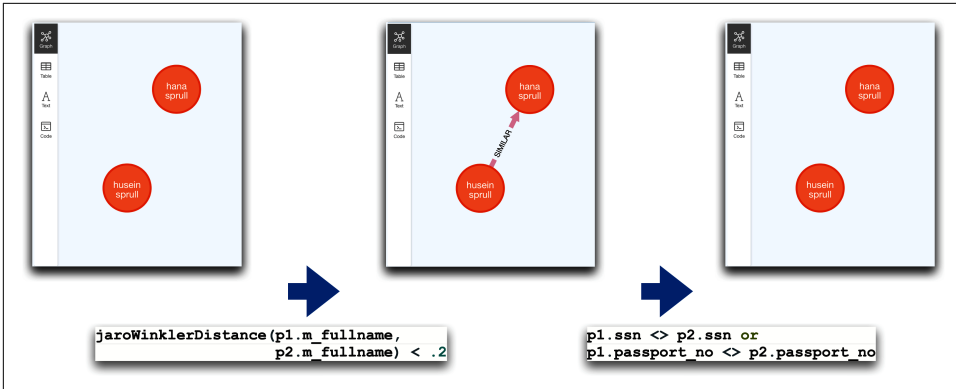 Graph
Table
A
Text
Code
hana
sprull
husein
sprull
Graph
Table
A
Text
Code
hana
sprull
SIMILAR
husein
sprull
Graph
Table
A
Text
Code
hana
sprull
husein
sprull
jaroWinklerDistance(p1.m_fullname,
p2.m_fullname) < .2
p1.ssn <> p2.ssn or
p1.passport_no <> p2.passport_no